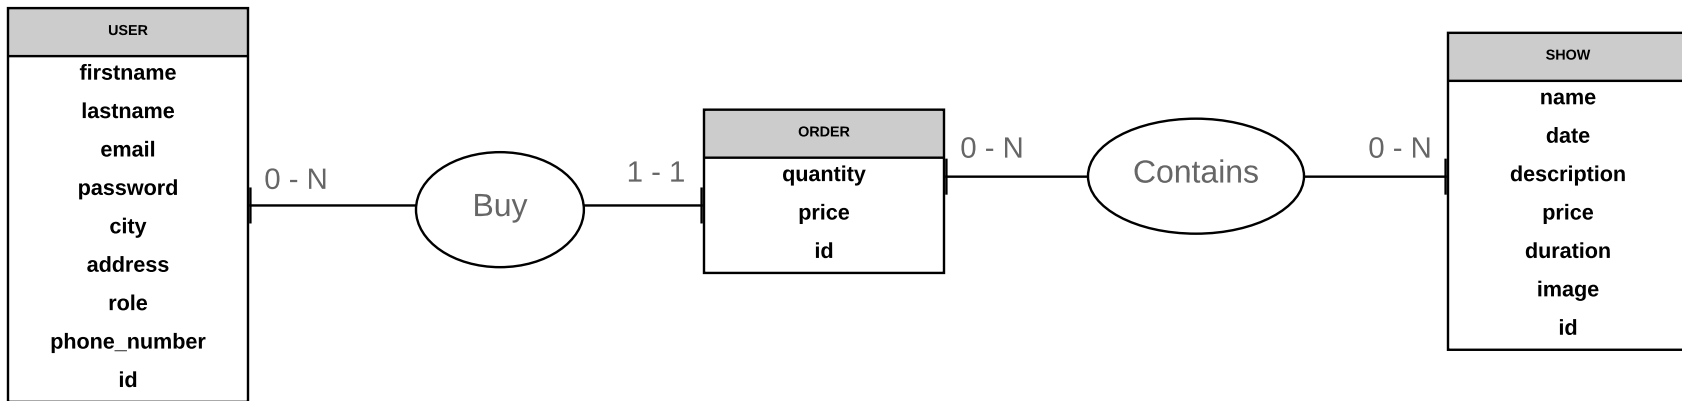 USER
firstname
lastname
email
password
city
address
role
phone_number
id
0 - N
Buy
1 - 1
ORDER
quantity
price
id
0 - N
Contains
0 - N
SHOW
name
date
description
price
duration
image
id